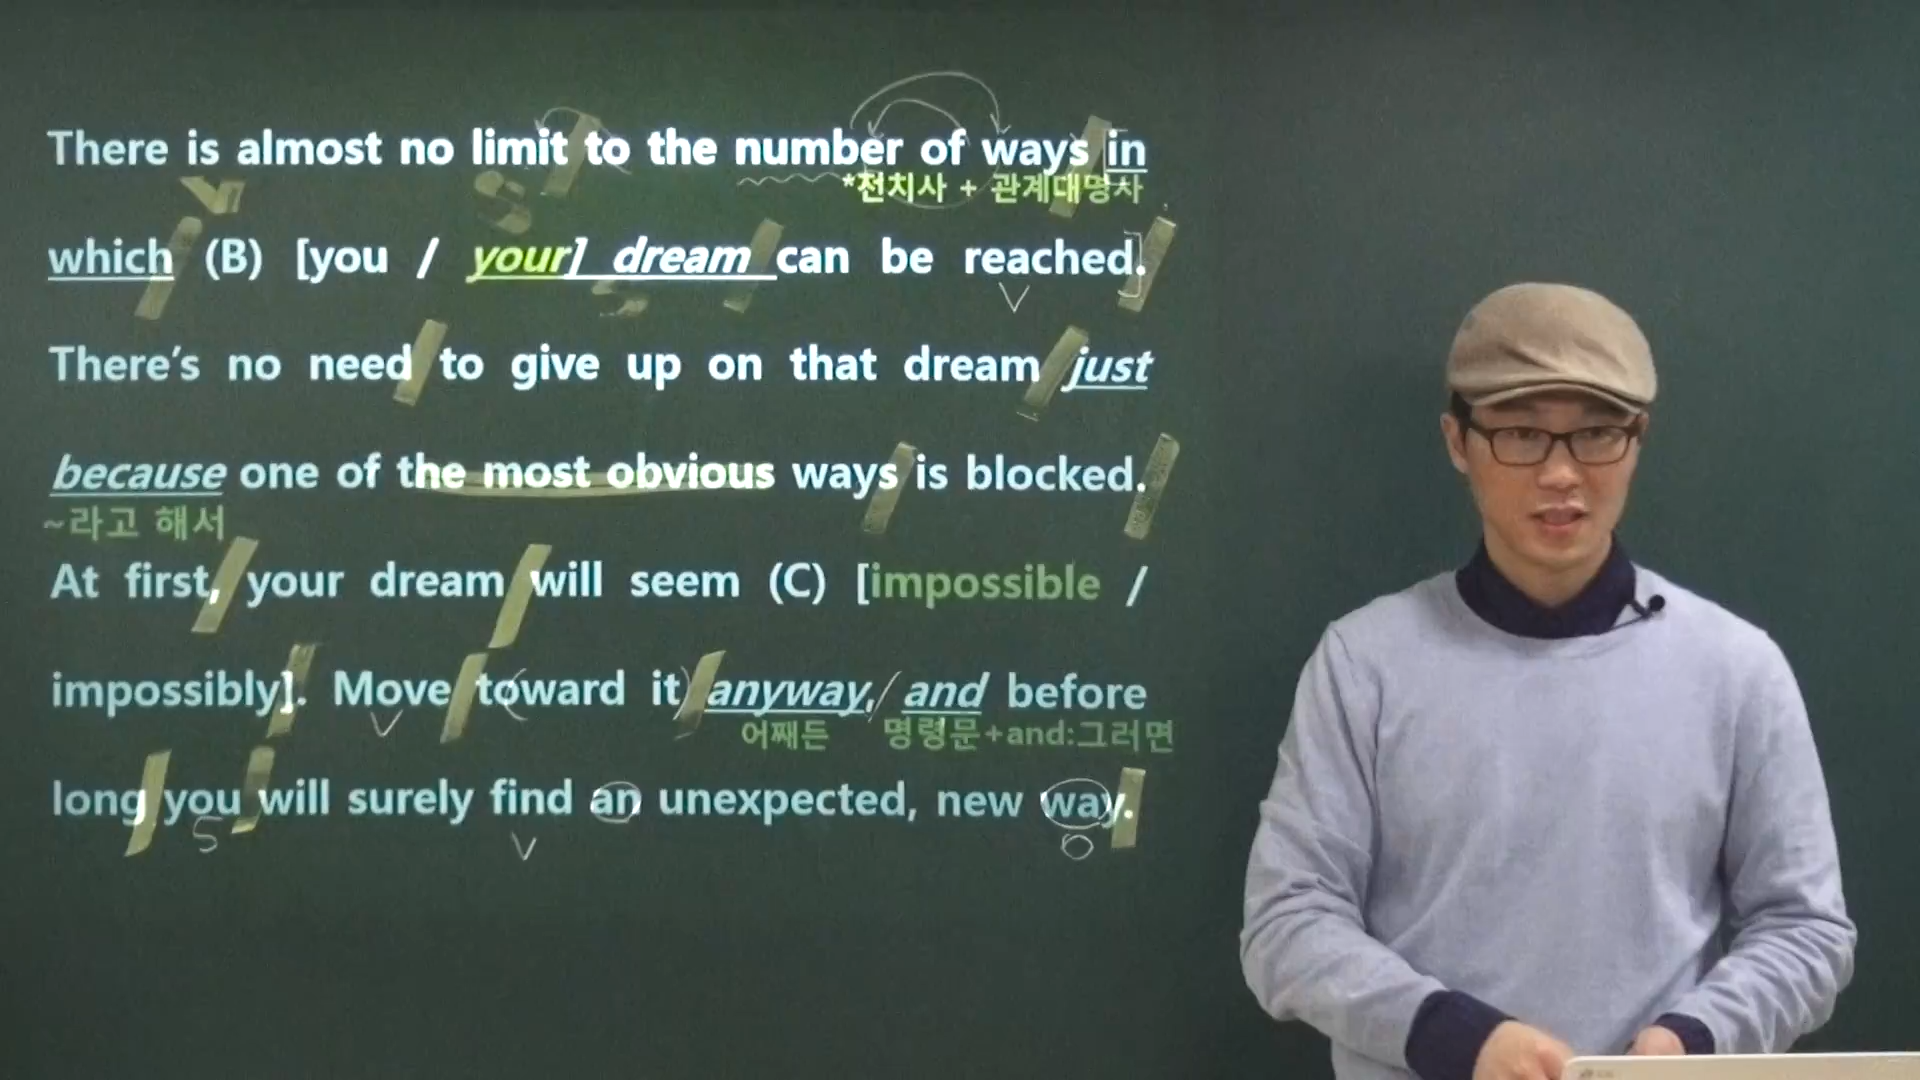 There is almost no limit to the number of ways in
*전치사 + 관계대명사
which (B) [you / your] dream can be reached.
There's no need to give up on that dream just
because one of the most obvious ways is blocked.
~라고 해서
At first, your dream will seem (C) [impossible /
impossibly]. Move toward it anyway, and before
어째든 명령문+and:그러면
long you will surely find an unexpected, new way.